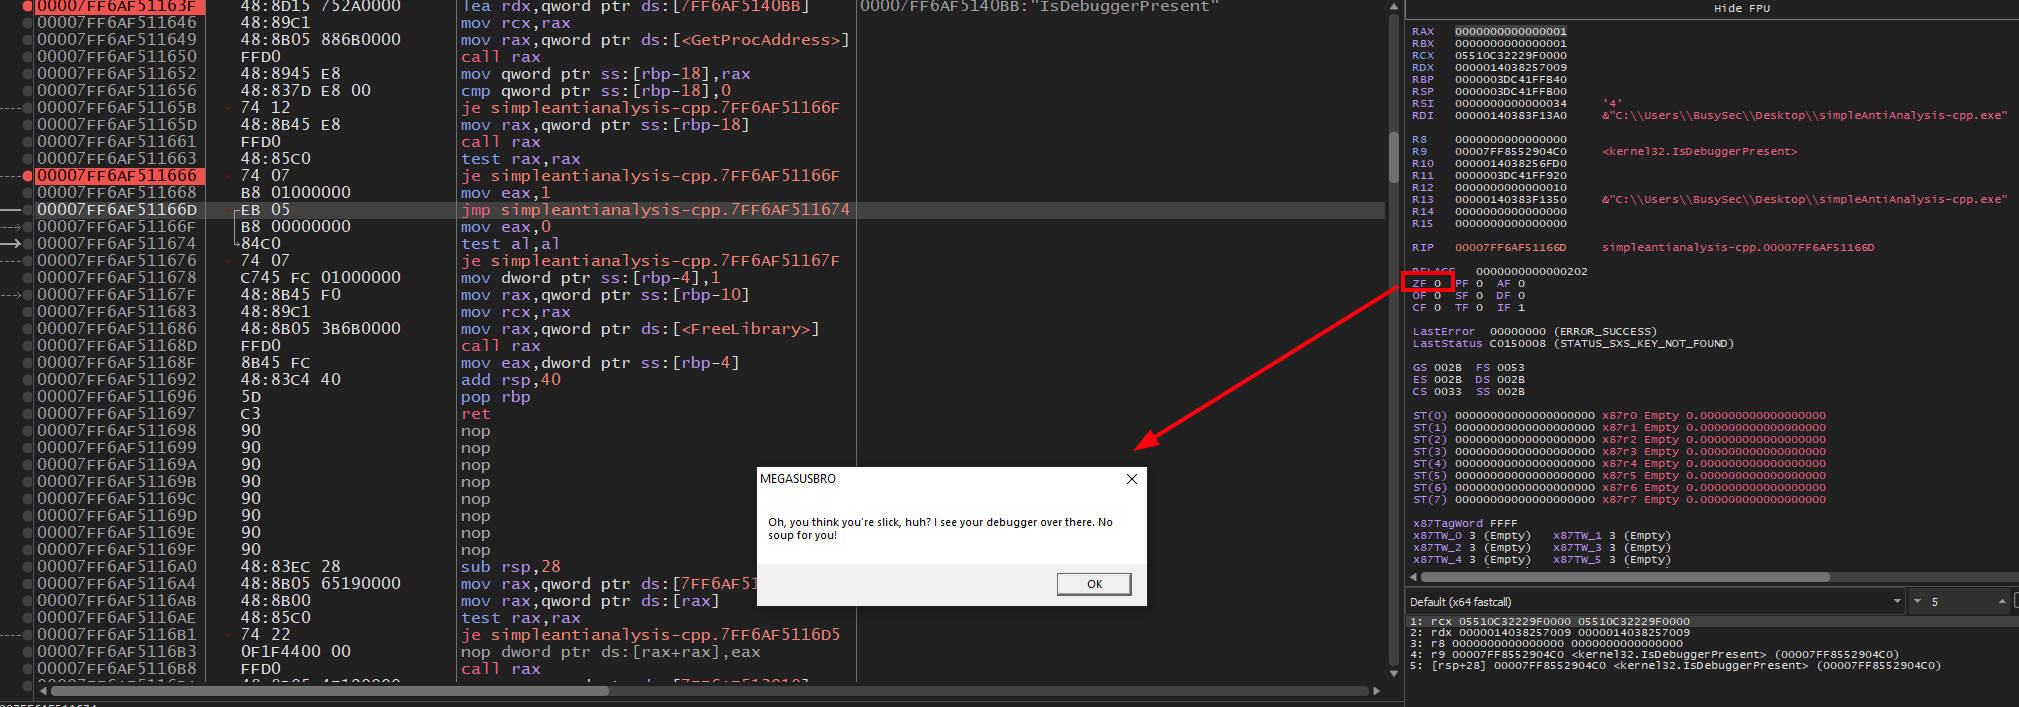 00007FF6AF51163F 48:8D15 752A0000 lea rdx,qword ptr ds:[7FF6AF5140BB] 00007FF6AF5140BB:"IsDebuggerPresent"
00007FF6AF511646 48:89C1 mov rcx,rax
00007FF6AF511649 48:8B05 886B0000 mov rax,qword ptr ds:[<GetProcAddress>]
00007FF6AF511650 FFD0 call rax
00007FF6AF511652 48:8945 E8 mov qword ptr ss:[rbp-18],rax
00007FF6AF511656 48:837D E8 00 cmp qword ptr ss:[rbp-18],0
00007FF6AF51165B 74 12 je simpleantianalysis-cpp.7FF6AF51166F
00007FF6AF51165D 48:8B45 E8 mov rax,qword ptr ss:[rbp-18]
00007FF6AF511661 FFD0 call rax
00007FF6AF511663 48:85C0 test rax,rax
00007FF6AF511666 74 07 je simpleantianalysis-cpp.7FF6AF51166F
00007FF6AF511668 B8 01000000 mov eax,1
00007FF6AF51166D EB 05 jmp simpleantianalysis-cpp.7FF6AF511674
00007FF6AF51166F B8 00000000 mov eax,0
00007FF6AF511674 84C0 test al,al
00007FF6AF511676 74 07 je simpleantianalysis-cpp.7FF6AF51167F
00007FF6AF511678 C745 FC 01000000 mov dword ptr ss:[rbp-4],1
00007FF6AF51167F 48:8B45 F0 mov rax,qword ptr ss:[rbp-10]
00007FF6AF511683 48:89C1 mov rcx,rax
00007FF6AF511686 48:8B05 3B6B0000 mov rax,qword ptr ds:[<FreeLibrary>]
00007FF6AF51168D FFD0 call rax
00007FF6AF51168F 8B45 FC mov eax,dword ptr ss:[rbp-4]
00007FF6AF511692 48:83C4 40 add rsp,40
00007FF6AF511696 5D pop rbp
00007FF6AF511697 C3 ret
00007FF6AF511698 90 nop
00007FF6AF511699 90 nop
00007FF6AF51169A 90 nop
00007FF6AF51169B 90 nop
00007FF6AF51169C 90 nop
00007FF6AF51169D 90 nop
00007FF6AF51169E 90 nop
00007FF6AF51169F 90 nop
00007FF6AF5116A0 48:83EC 28 sub rsp,28
00007FF6AF5116A4 48:8B05 65190000 mov rax,qword ptr ds:[7FF6AF51
00007FF6AF5116AB 48:8B00 mov rax,qword ptr ds:[rax]
00007FF6AF5116AE 48:85C0 test rax,rax
00007FF6AF5116B1 74 22 je simpleantianalysis-cpp.7FF6AF5116D5
00007FF6AF5116B3 0F1F4400 00 nop dword ptr ds:[rax+rax],eax
00007FF6AF5116B8 FFD0 call rax
MEGASUSBRO
Oh, you think you're slick, huh? I see your debugger over there. No
soup for you!
OK
Hide FPU
RAX 0000000000000001
RBX 0000000000000001
RCX 05510C32229F0000
RDX 0000014038257009
RBP 0000003DC41FFB40
RSP 0000003DC41FFB00
RSI 0000000000000034 '4'
RDI 00000140383F13A0 &"C:\\Users\\BusySec\\Desktop\\simpleAntiAnalysis-cpp.exe"
R8 0000000000000000
R9 00007FF8552904C0 <kernel32.IsDebuggerPresent>
R10 0000014038256FD0
R11 0000003DC41FF920
R12 0000000000000010
R13 00000140383F1350 &"C:\\Users\\BusySec\\Desktop\\simpleAntiAnalysis-cpp.exe"
R14 0000000000000000
R15 0000000000000000
RIP 00007FF6AF51166D simpleantianalysis-cpp.00007FF6AF51166D
RFLAGS 0000000000000202
ZF 0 PF 0 AF 0
OF 0 SF 0 DF 0
CF 0 TF 0 IF 1
LastError 00000000 (ERROR_SUCCESS)
LastStatus C0150008 (STATUS_SXS_KEY_NOT_FOUND)
GS 002B FS 0053
ES 002B DS 002B
CS 0033 SS 002B
ST(0) 00000000000000000000 x87r0 Empty 0.000000000000000000
ST(1) 00000000000000000000 x87r1 Empty 0.000000000000000000
ST(2) 00000000000000000000 x87r2 Empty 0.000000000000000000
ST(3) 00000000000000000000 x87r3 Empty 0.000000000000000000
ST(4) 00000000000000000000 x87r4 Empty 0.000000000000000000
ST(5) 00000000000000000000 x87r5 Empty 0.000000000000000000
ST(6) 00000000000000000000 x87r6 Empty 0.000000000000000000
ST(7) 00000000000000000000 x87r7 Empty 0.000000000000000000
x87TagWord FFFF
x87TW_0 3 (Empty) x87TW_1 3 (Empty)
x87TW_2 3 (Empty) x87TW_3 3 (Empty)
x87TW_4 3 (Empty) x87TW_5 3 (Empty)
Default (x64 fastcall) 5
1: rcx 05510C32229F0000 05510C32229F0000
2: rdx 0000014038257009 0000014038257009
3: r8 0000000000000000 0000000000000000
4: r9 00007FF8552904C0 <kernel32.IsDebuggerPresent> (00007FF8552904C0)
5: [rsp+28] 00007FF8552904C0 <kernel32.IsDebuggerPresent> (00007FF8552904C0)